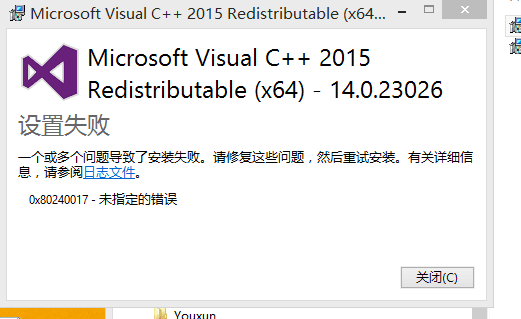 Microsoft Visual C++ 2015 Redistributable (x64...
Microsoft Visual C++ 2015
Redistributable (x64) - 14.0.23026
设置失败
一个或多个问题导致了安装失败。请修复这些问题，然后重试安装。有关详细信
息，请参阅日志文件。
0x80240017 - 未指定的错误
关闭(C)
Youxun